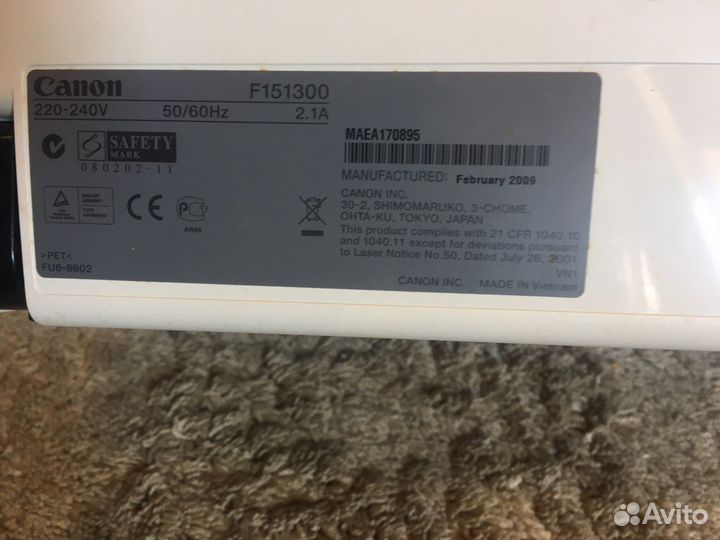 Canon F151300
220-240V 50/60Hz 2.1A
SAFETY
MARK
080202-11
MAEA170895
MANUFACTURED: February 2009
CANON INC.
30-2, SHIMOMARUKO, 3-CHOME,
OHTA-KU, TOKYO, JAPAN
This product complies with 21 CFR 1040.10
and 1040.11 except for deviations pursuant
to Laser Notice No.50, Dated July 26, 2001
VN1
CANON INC. MADE IN Vietnam
CE
>PET<
FU6-8602
Avito